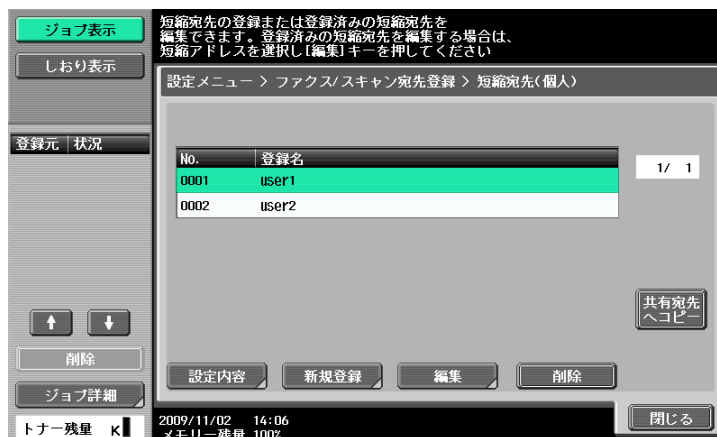 ジョブ表示
しおり表示
登録元 状況
削除
ジョブ詳細
トナー残量 K
短縮宛先の登録または登録済みの短縮宛先を
編集できます。登録済みの短縮宛先を編集する場合は、
短縮アドレスを選択し[編集]キーを押してください
設定メニュー > ファクス/スキャン宛先登録 > 短縮宛先(個人)
No. 登録名
0001 user1
0002 user2
1/ 1
共有宛先
へコピー
設定内容 新規登録 編集 削除
2009/11/02 14:06
メモリー残量 100%
閉じる